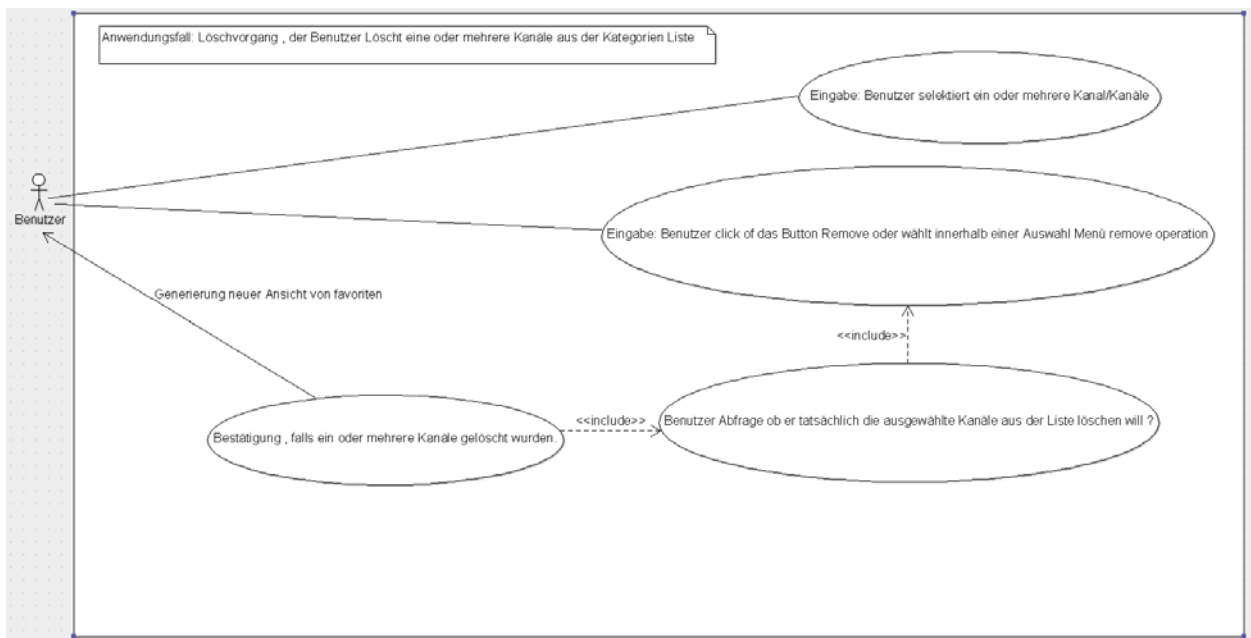 Anwendungsfall: Löschvorgang , der Benutzer Löscht eine oder mehrere Kanäle aus der Kategorien Liste
Eingabe: Benutzer selektiert ein oder mehrere Kanal/Kanäle
Benutzer
Eingabe: Benutzer click of das Button Remove oder wählt innerhalb einer Auswahl Menü remove operation
Generierung neuer Ansicht von favoriten
<<include>>
Bestätigung , falls ein oder mehrere Kanäle gelöscht wurden.
<<include>>
Benutzer Abfrage ob er tatsächlich die ausgewählte Kanäle aus der Liste löschen will ?